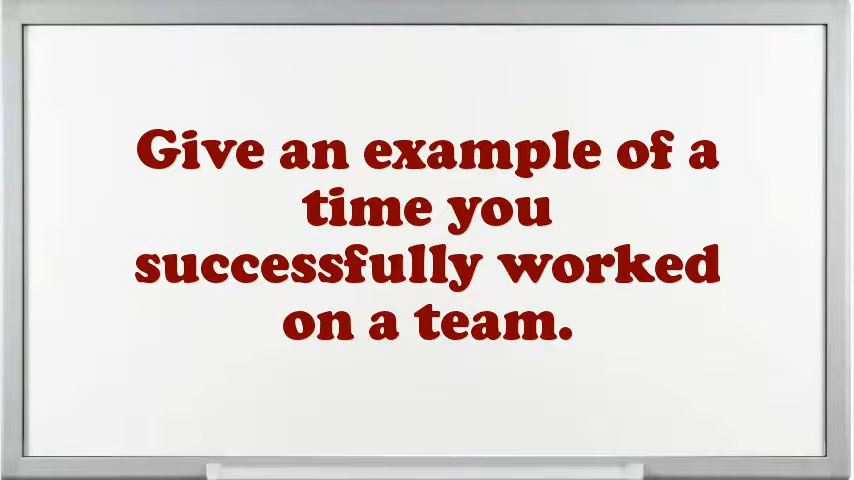 Give an example of a
time you
successfully worked
on a team.